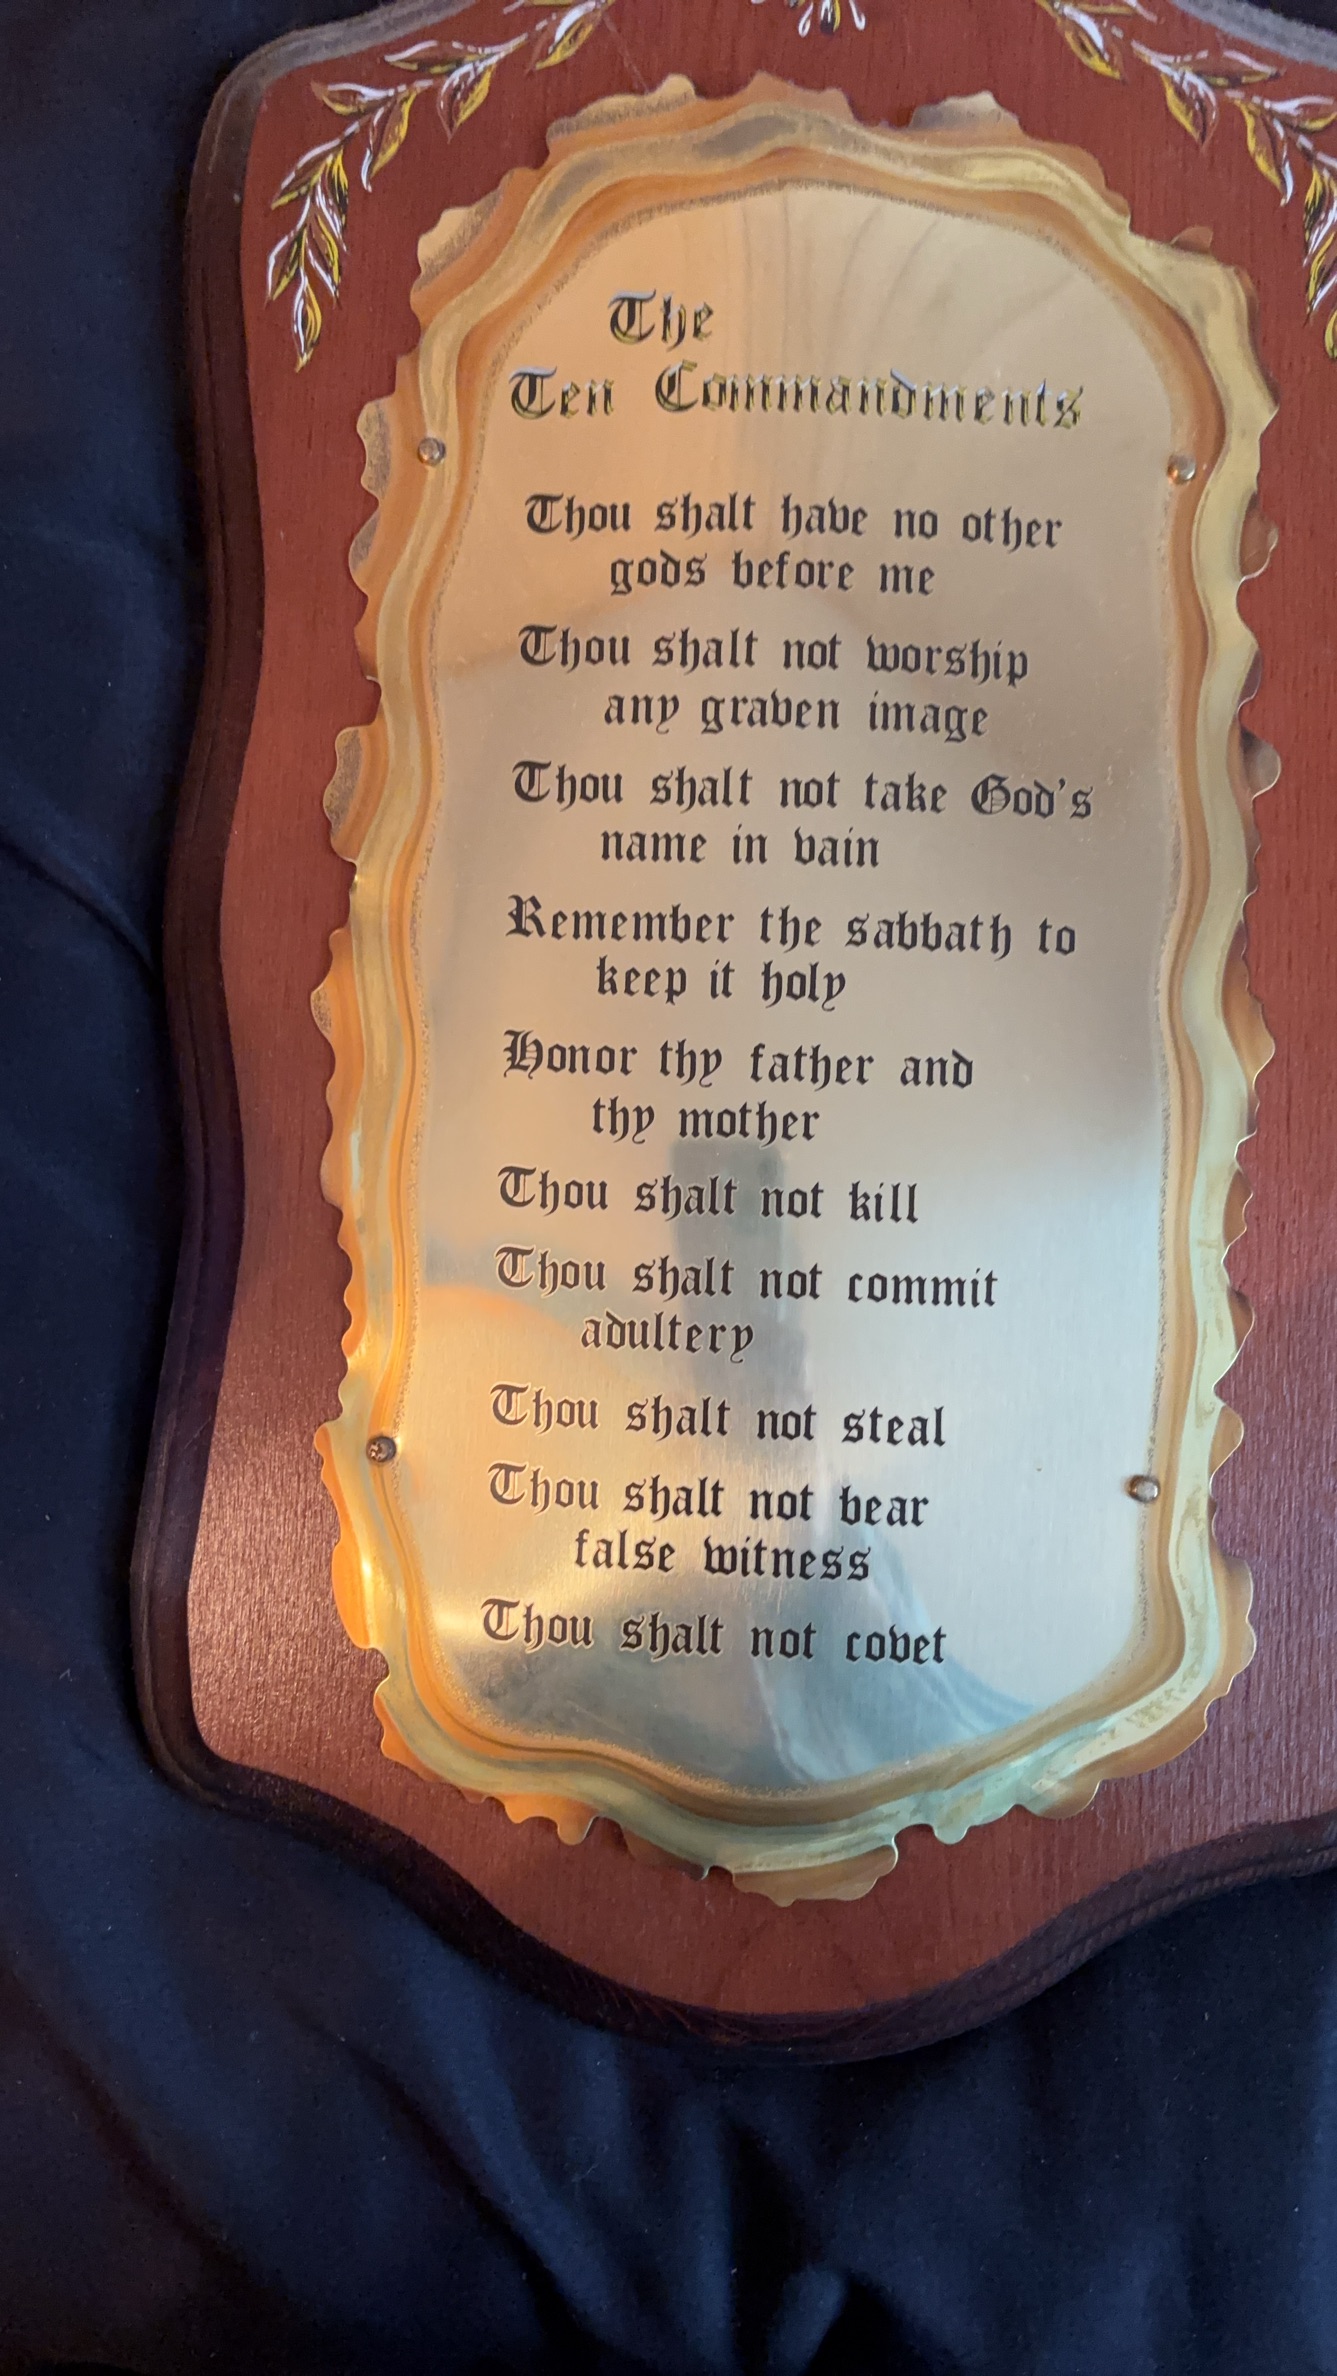 The
Ten Commandments
Thou shalt have no other
gods before me
Thou shalt not worship
any graven image
Thou shalt not take God's
name in vain
Remember the sabbath to
keep it holy
Honor thy father and
thy mother
Thou shalt not kill
Thou shalt not commit
adultery
Thou shalt not steal
Thou shalt not bear
false witness
Thou shalt not covet